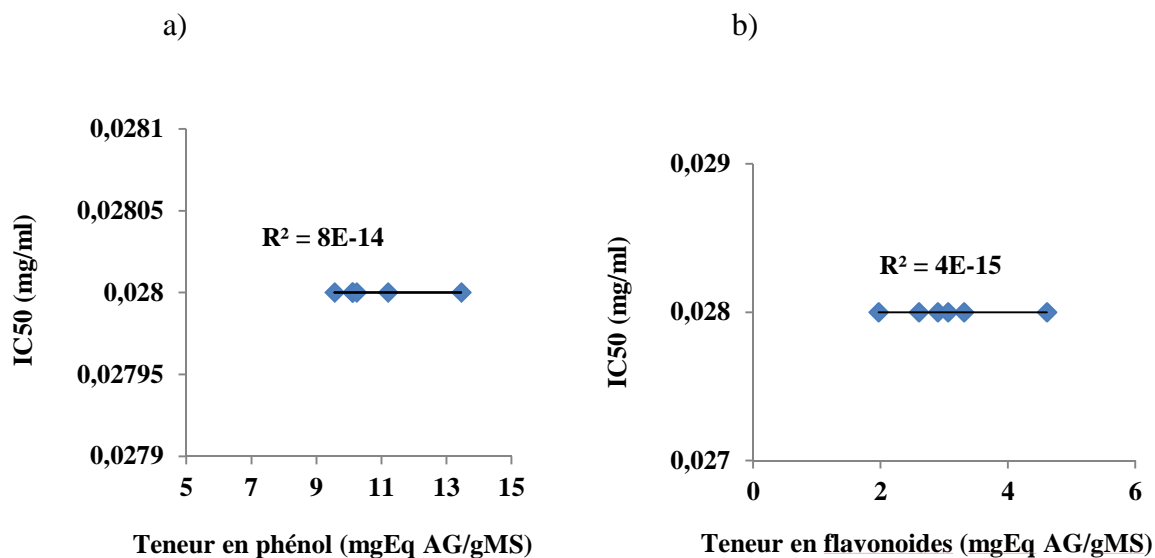 a)
0,0281
0,02805
0,028
0,02795
0,0279
IC50 (mg/ml)
R² = 8E-14
5 7 9 11 13 15
Teneur en phénol (mgEq AG/gMS)
b)
0,029
0,028
0,027
IC50 (mg/ml)
R² = 4E-15
0 2 4 6
Teneur en flavonoides (mgEq AG/gMS)